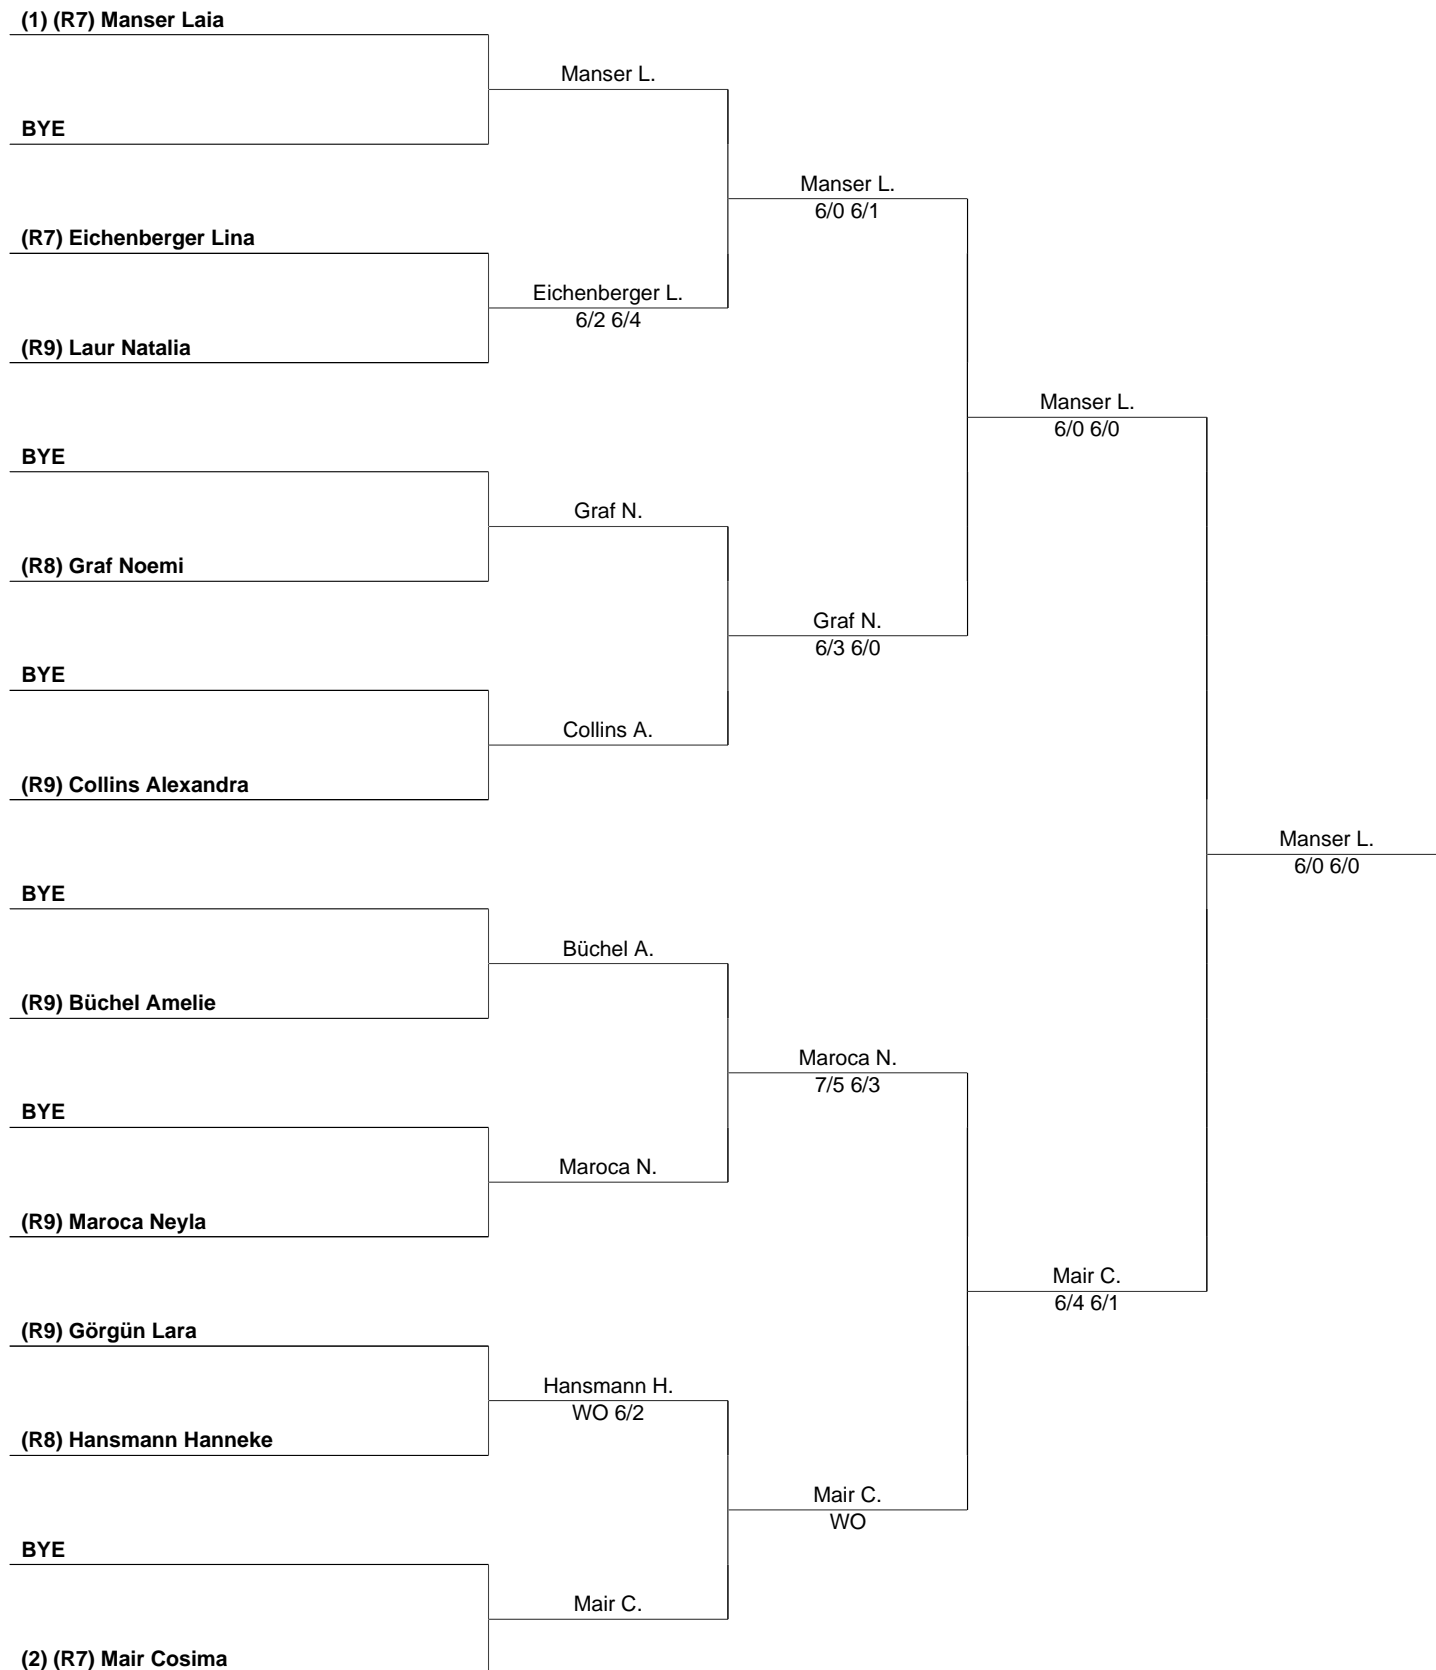 (1) (R7) Manser Laia
Manser L.
BYE
Manser L.
6/0 6/1
(R7) Eichenberger Lina
Eichenberger L.
6/2 6/4
(R9) Laur Natalia
Manser L.
6/0 6/0
BYE
Graf N.
(R8) Graf Noemi
Graf N.
6/3 6/0
BYE
Collins A.
(R9) Collins Alexandra
Manser L.
6/0 6/0
BYE
Büchel A.
(R9) Büchel Amelie
Maroca N.
7/5 6/3
BYE
Maroca N.
(R9) Maroca Neyla
Mair C.
6/4 6/1
(R9) Görgün Lara
Hansmann H.
WO 6/2
(R8) Hansmann Hanneke
Mair C.
WO
BYE
Mair C.
(2) (R7) Mair Cosima